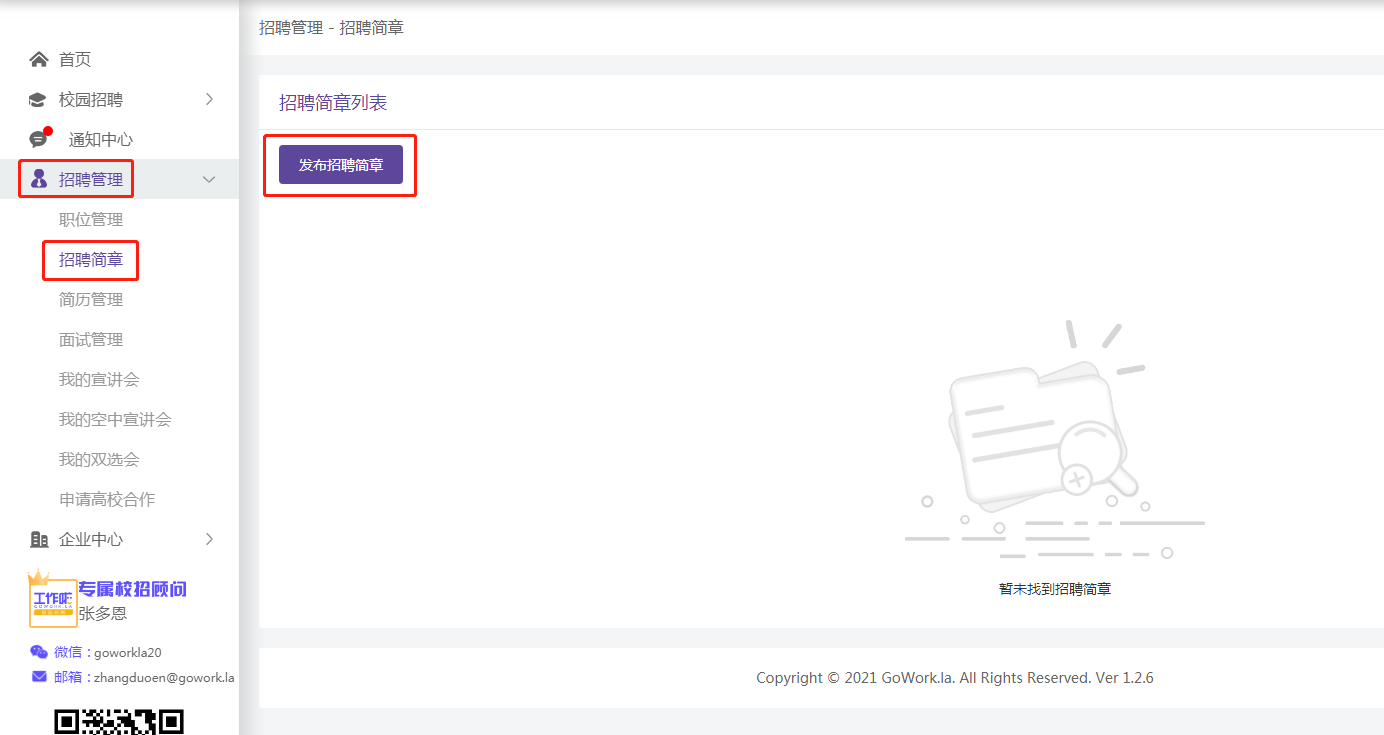 招聘管理 - 招聘简章
首页
校园招聘
通知中心
招聘管理
职位管理
招聘简章
简历管理
面试管理
我的宣讲会
我的空中宣讲会
我的双选会
申请高校合作
企业中心
工作啦
GOWORK.LA
专属校招顾问
张多恩
微信 : goworkla20
邮箱 : zhangduoen@gowork.la
招聘简章列表
发布招聘简章
暂未找到招聘简章
Copyright © 2021 GoWork.la. All Rights Reserved. Ver 1.2.6